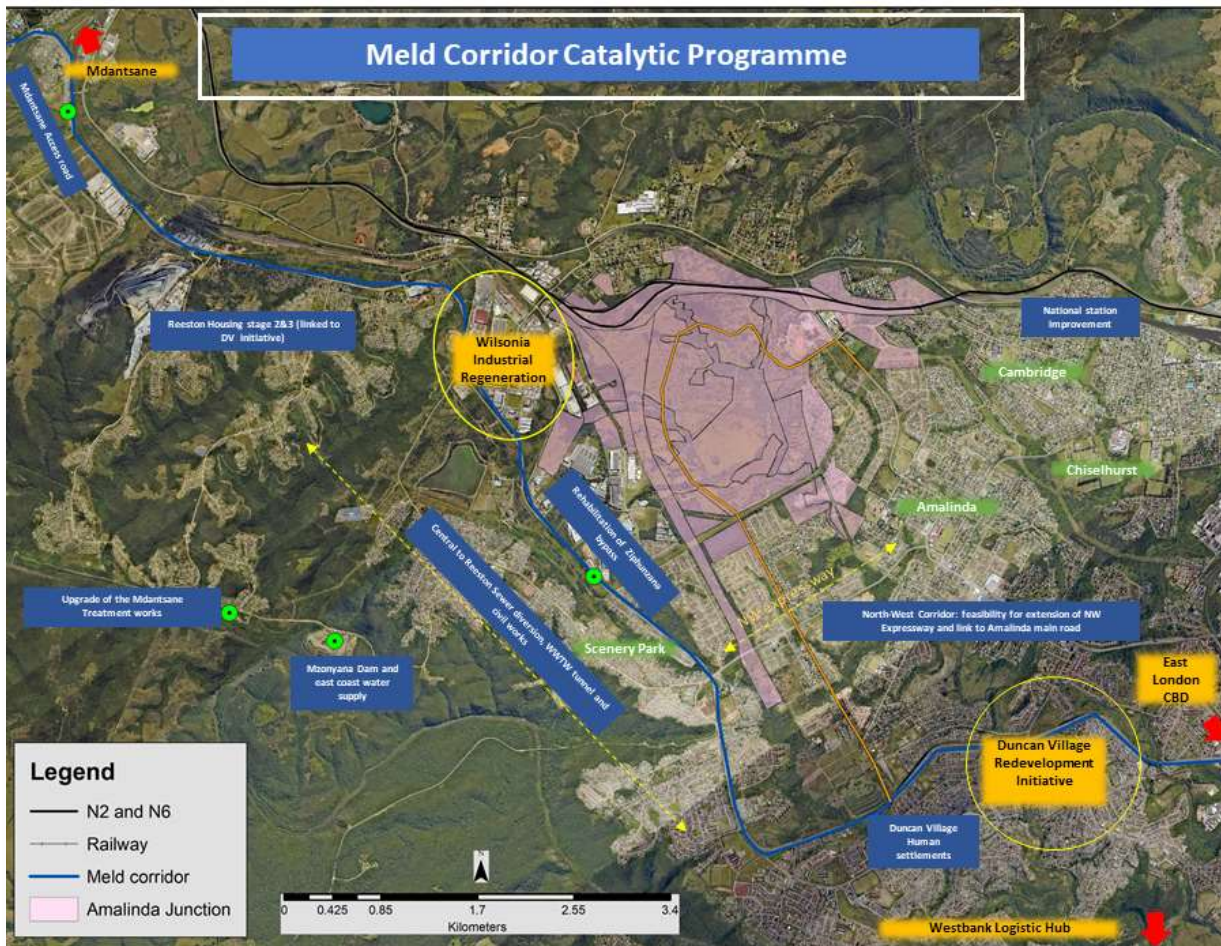 Meld Corridor Catalytic Programme
Mdantsane
Mdantsane Access road
Reeston Housing stage 2&3 (linked to
DV initiative)
Wilsonia
Industrial
Regeneration
National station
improvement
Cambridge
Chiselhurst
Amalinda
Rehabilitation of Ziphunzana
bypass
Central to Reeston Sewer diversion, WWTW tunnel and
civil works
Upgrade of the Mdantsane
Treatment works
Mzonyana Dam and
east coast water
supply
Scenery Park
North-West Corridor: feasibility for extension of NW
Expressway and link to Amalinda main road
East
London
CBD
Duncan Village
Redevelopment
Initiative
Duncan Village
Human
settlements
Westbank Logistic Hub
Legend
N2 and N6
Railway
Meld corridor
Amalinda Junction
N
0 0.425 0.85 1.7 2.55 3.4
Kilometers